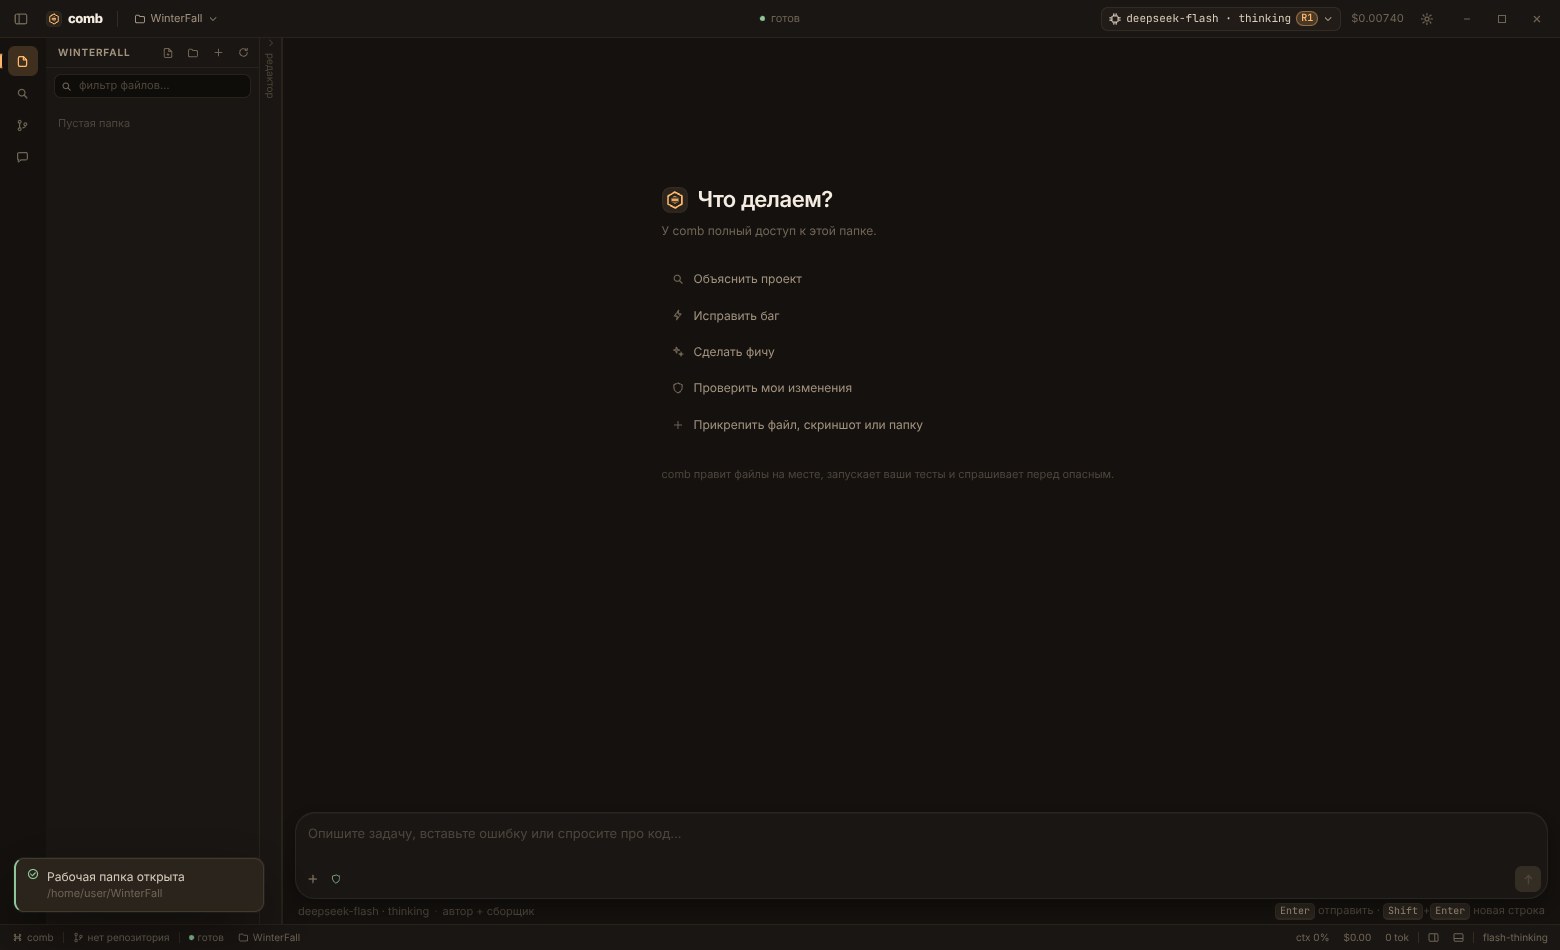 comb
WinterFall
готов
deepseek-flash · thinking R1
$0.00740
WINTERFALL
фильтр файлов...
Пустая папка
редактор
Что делаем?
У comb полный доступ к этой папке.
Объяснить проект
Исправить баг
Сделать фичу
Проверить мои изменения
Прикрепить файл, скриншот или папку
comb правит файлы на месте, запускает ваши тесты и спрашивает перед опасным.
Опишите задачу, вставьте ошибку или спросите про код...
Рабочая папка открыта
/home/user/WinterFall
deepseek-flash · thinking · автор + сборщик
Enter отправить · Shift+Enter новая строка
comb
нет репозитория
готов
WinterFall
ctx 0%
$0.00
0 tok
flash-thinking